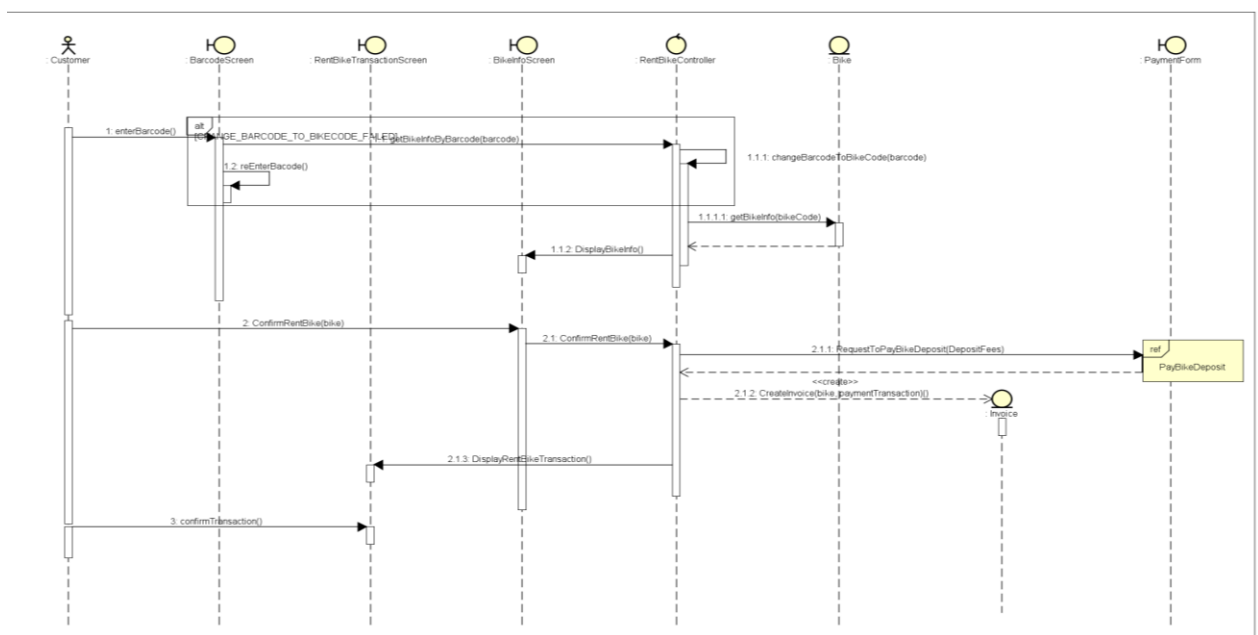 : Customer
: BarcodeScreen
: RentBikeTransactionScreen
: BikeInfoScreen
: RentBikeController
: Bike
: PaymentForm
alt
1: enterBarcode()
[CHANGE_BARCODE_TO_BIKECODE_FAILED]
1.1: getBikeInfoByBarcode(barcode)
1.1.1: changeBarcodeToBikeCode(barcode)
1.2: reEnterBacode()
1.1.1.1: getBikeInfo(bikeCode)
1.1.2: DisplayBikeInfo()
2: ConfirmRentBike(bike)
2.1: ConfirmRentBike(bike)
2.1.1: RequestToPayBikeDeposit(DepositFees)
ref
PayBikeDeposit
<<create>>
2.1.2: CreateInvoice(bike, paymentTransaction)()
: Invoice
2.1.3: DisplayRentBikeTransaction()
3: confirmTransaction()